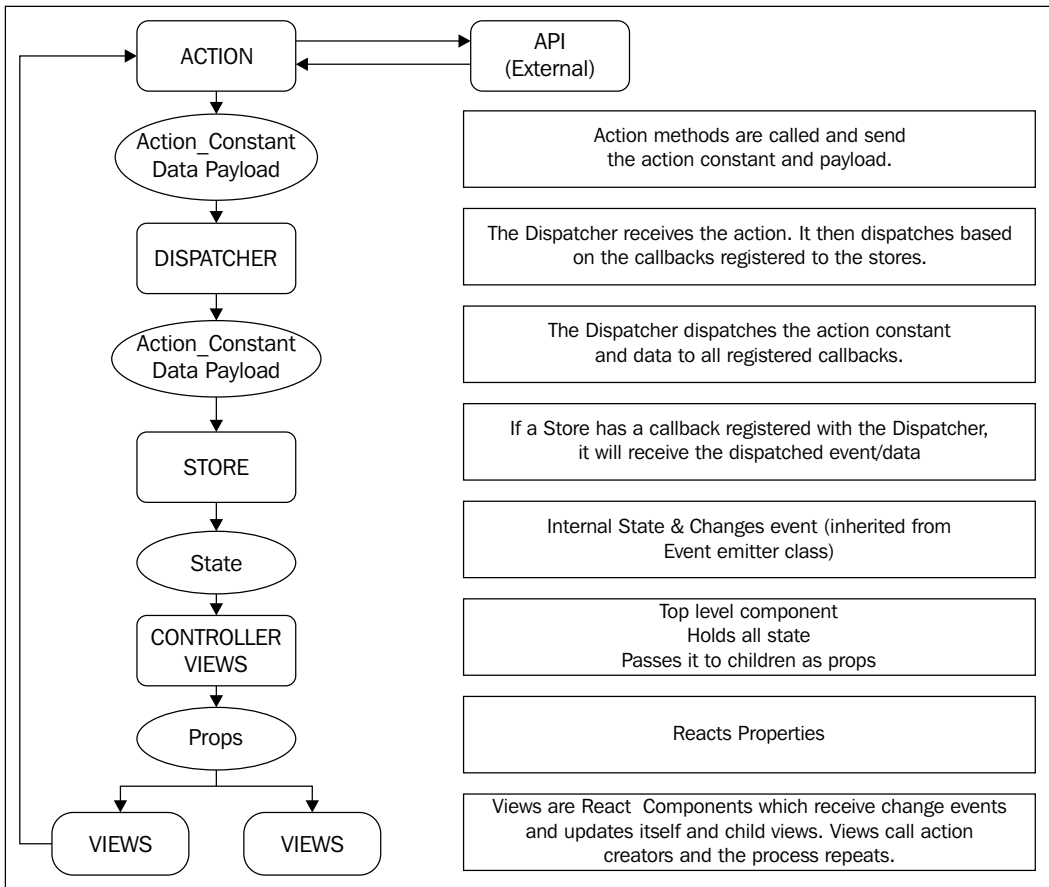 ACTION
API
(External)
Action_Constant
Data Payload
Action methods are called and send
the action constant and payload.
DISPATCHER
The Dispatcher receives the action. It then dispatches based
on the callbacks registered to the stores.
Action_Constant
Data Payload
The Dispatcher dispatches the action constant
and data to all registered callbacks.
STORE
If a Store has a callback registered with the Dispatcher,
it will receive the dispatched event/data
State
Internal State & Changes event (inherited from
Event emitter class)
CONTROLLER
VIEWS
Top level component
Holds all state
Passes it to children as props
Props
Reacts Properties
VIEWS
VIEWS
Views are React Components which receive change events
and updates itself and child views. Views call action
creators and the process repeats.